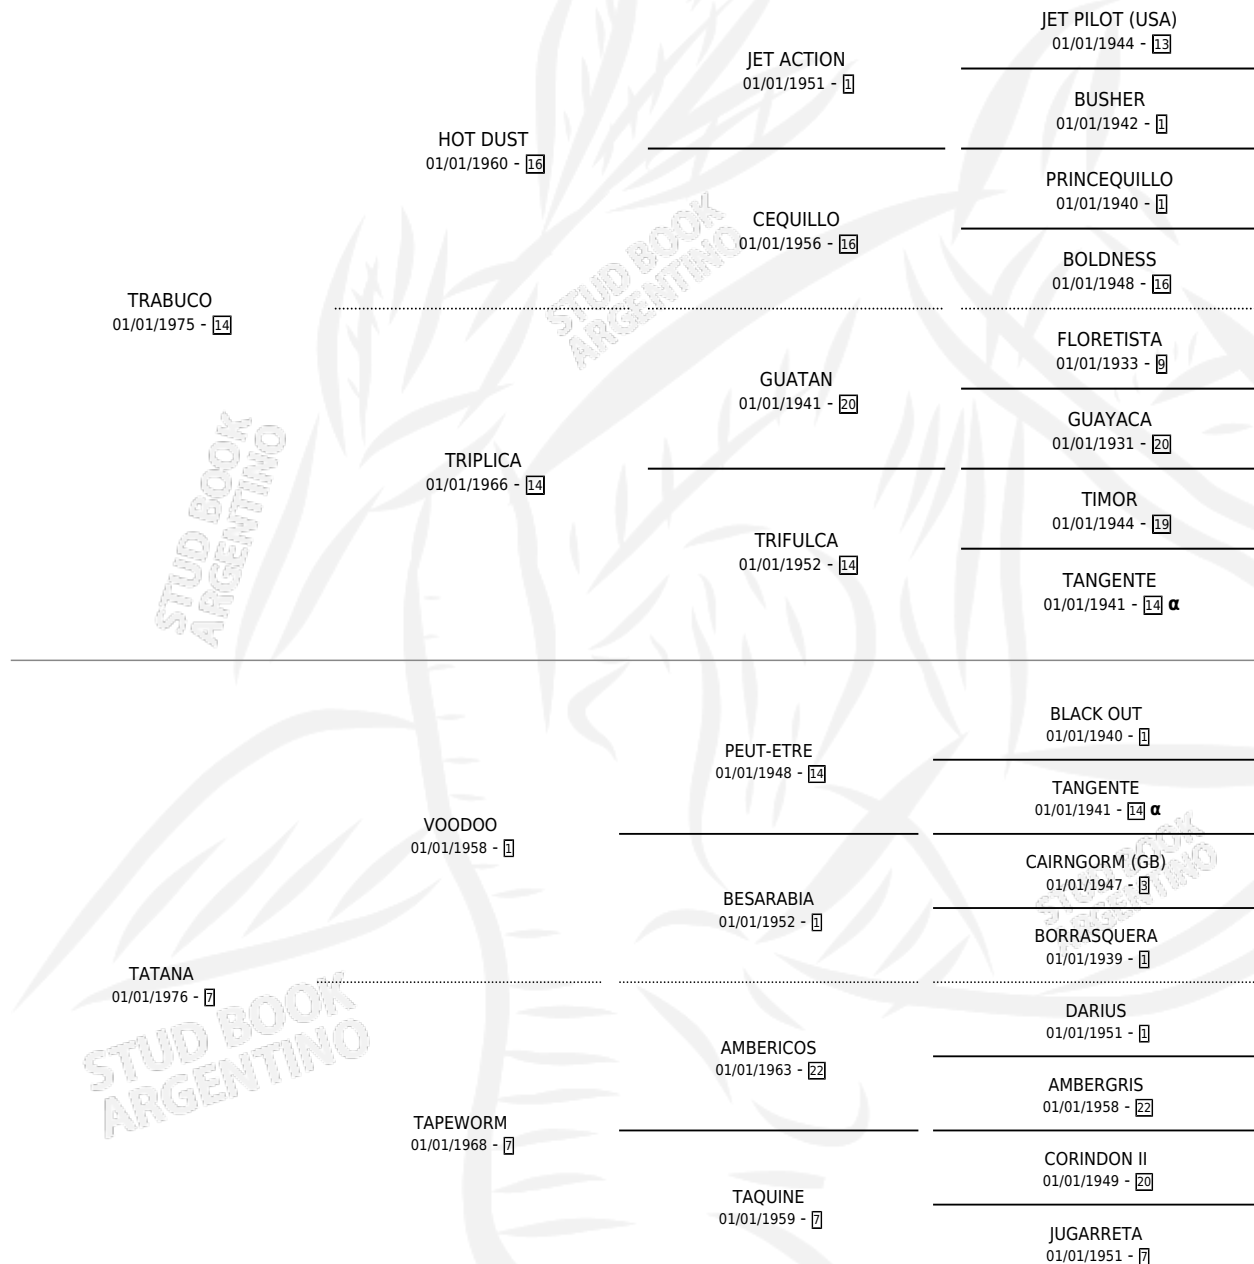 JET PILOT (USA)
01/01/1944 - 13
JET ACTION
01/01/1951 - 1
BUSHER
01/01/1942 - 1
HOT DUST
01/01/1960 - 16
PRINCEQUILLO
01/01/1940 - 1
CEQUILLO
01/01/1956 - 16
BOLDNESS
01/01/1948 - 16
TRABUCO
01/01/1975 - 14
FLORETISTA
01/01/1933 - 9
GUATAN
01/01/1941 - 20
GUAYACA
01/01/1931 - 20
TRIPLICA
01/01/1966 - 14
TIMOR
01/01/1944 - 19
TRIFULCA
01/01/1952 - 14
TANGENTE
01/01/1941 - 14 α
BLACK OUT
01/01/1940 - 1
PEUT-ETRE
01/01/1948 - 14
TANGENTE
01/01/1941 - 14 α
VOODOO
01/01/1958 - 1
CAIRNGORM (GB)
01/01/1947 - 3
BESARABIA
01/01/1952 - 1
BORRASQUERA
01/01/1939 - 1
TATANA
01/01/1976 - 7
DARIUS
01/01/1951 - 1
AMBERICOS
01/01/1963 - 22
AMBERGRIS
01/01/1958 - 22
TAPEWORM
01/01/1968 - 7
CORINDON II
01/01/1949 - 20
TAQUINE
01/01/1959 - 7
JUGARRETA
01/01/1951 - 7
STUD BOOK
ARGENTINO
STUD BOOK
ARGENTINO
STUD BOOK
ARGENTINO
STUD BOOK
ARGENTINO